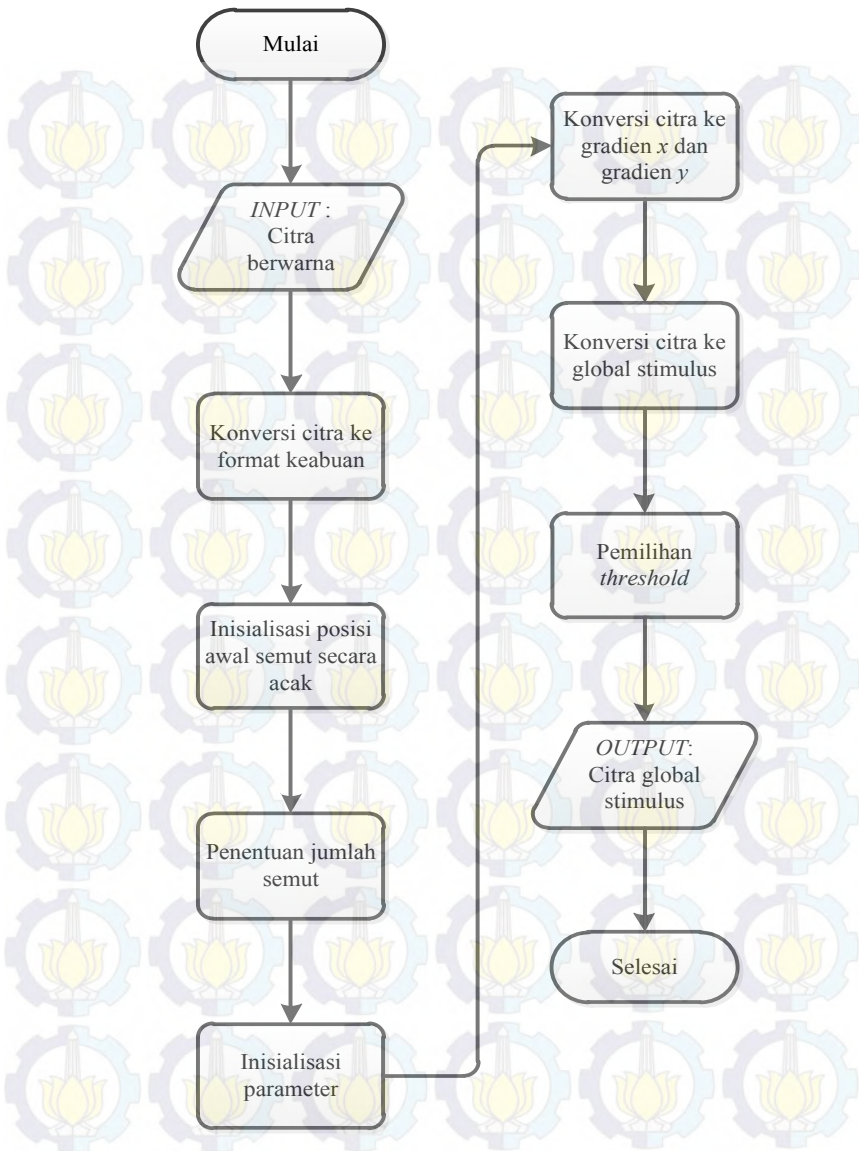 Mulai
INPUT :
Citra
berwarna
Konversi citra ke
format keabuan
Inisialisasi posisi
awal semut secara
acak
Penentuan jumlah
semut
Inisialisasi
parameter
Konversi citra ke
gradien x dan
gradien y
Konversi citra ke
global stimulus
Pemilihan
threshold
OUTPUT:
Citra global
stimulus
Selesai